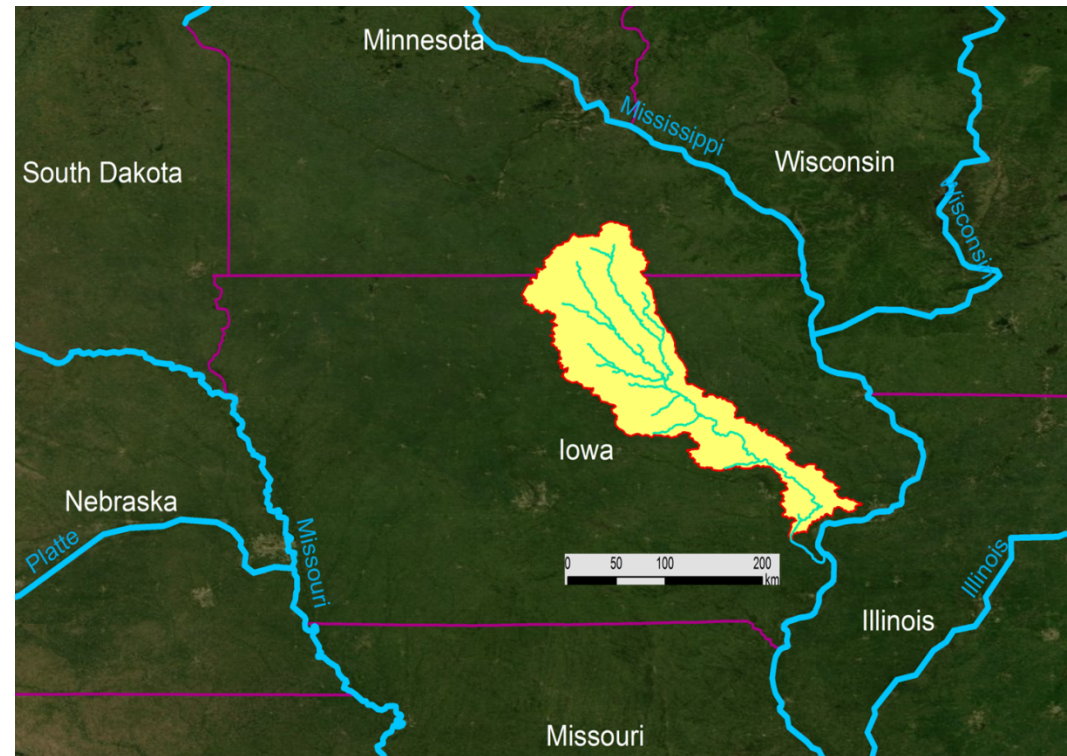 Minnesota
Mississippi
South Dakota
Wisconsin
Wisconsin
Iowa
Nebraska
Platte
Missouri
0 50 100 200
km
Illinois
Illinois
Missouri